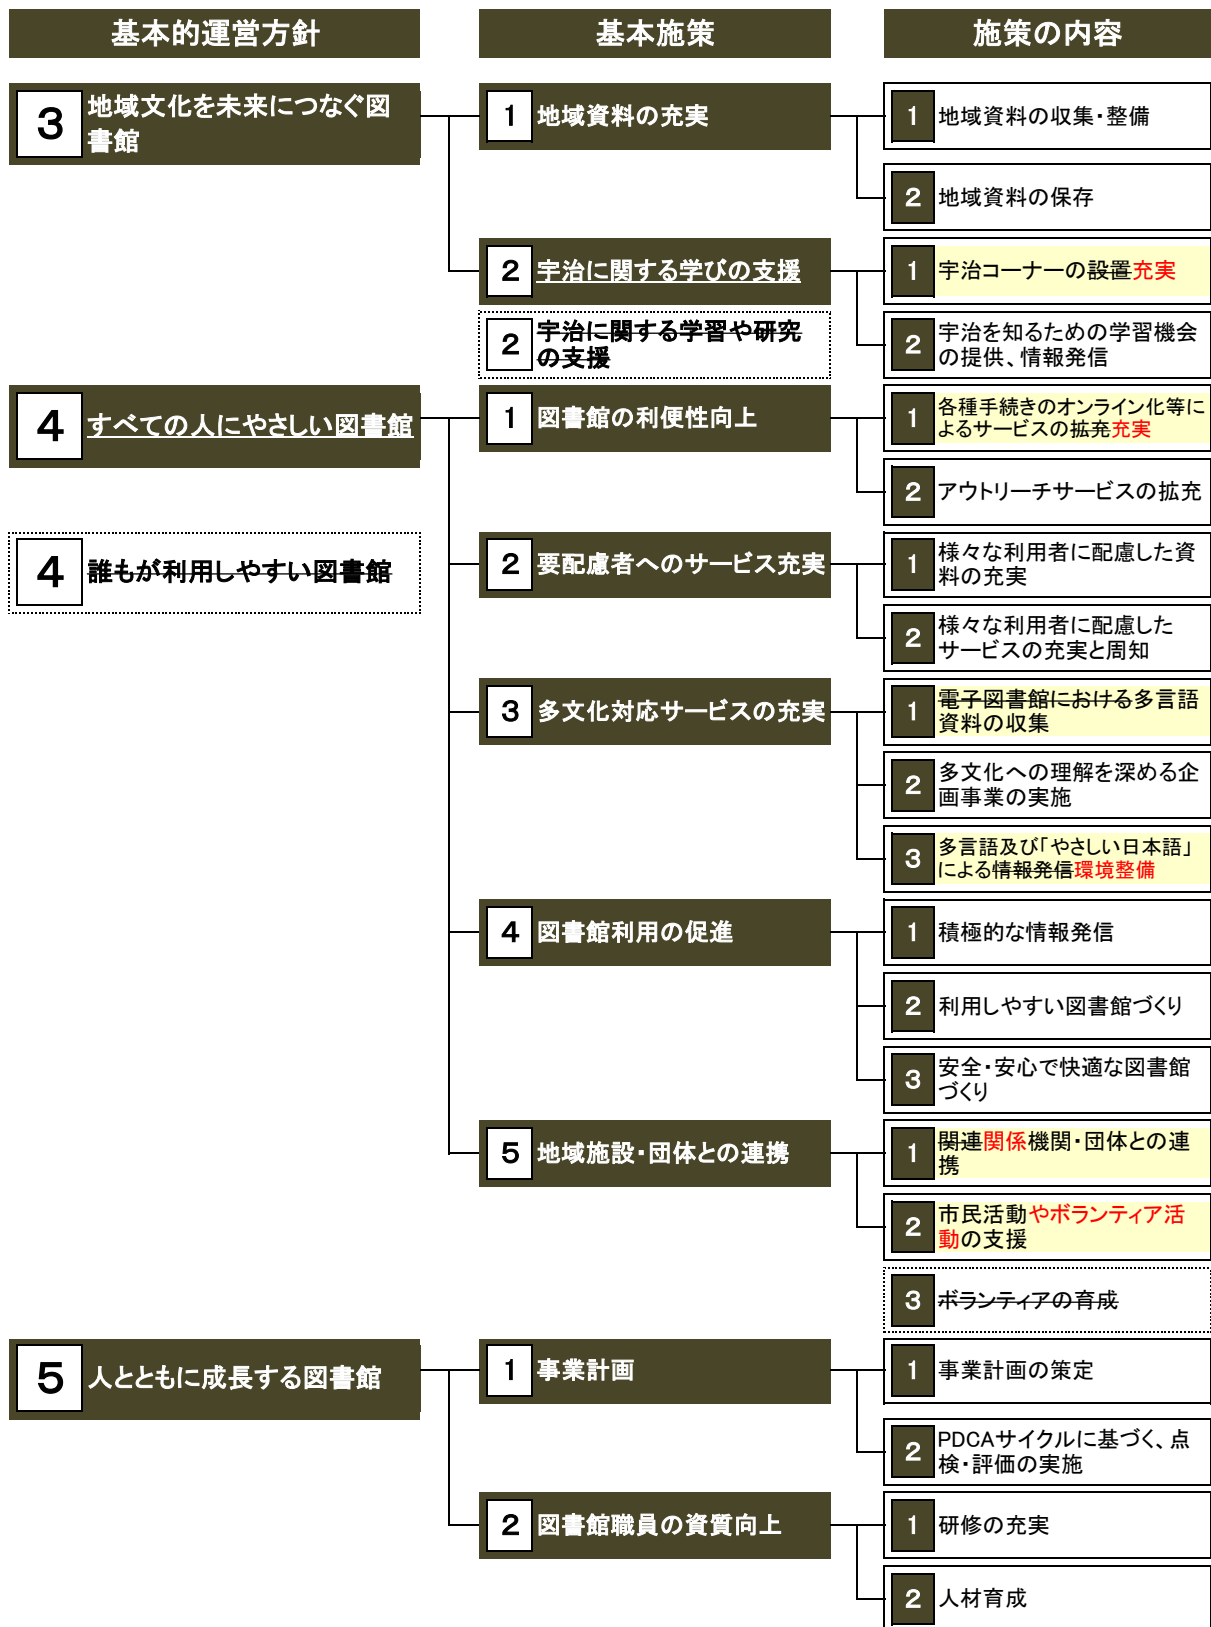 基本的運営方針
基本施策
施策の内容
3
地域文化を未来につなぐ図
書館
1
地域資料の充実
1
地域資料の収集・整備
2
地域資料の保存
2
宇治に関する学びの支援
1
宇治コーナーの設置充実
2
宇治に関する学習や研究
の支援
2
宇治を知るための学習機会
の提供、情報発信
4
すべての人にやさしい図書館
1
図書館の利便性向上
1
各種手続きのオンライン化等に
よるサービスの拡充充実
2
アウトリーチサービスの拡充
4
誰もが利用しやすい図書館
2
要配慮者へのサービス充実
1
様々な利用者に配慮した資
料の充実
2
様々な利用者に配慮した
サービスの充実と周知
3
多文化対応サービスの充実
1
電子図書館における多言語
資料の収集
2
多文化への理解を深める企
画事業の実施
3
多言語及び「やさしい日本語」
による情報発信環境整備
4
図書館利用の促進
1
積極的な情報発信
2
利用しやすい図書館づくり
3
安全・安心で快適な図書館
づくり
5
地域施設・団体との連携
1
関連関係機関・団体との連
携
2
市民活動やボランティア活
動の支援
3
ボランティアの育成
5
人とともに成長する図書館
1
事業計画
1
事業計画の策定
2
PDCAサイクルに基づく、点
検・評価の実施
2
図書館職員の資質向上
1
研修の充実
2
人材育成